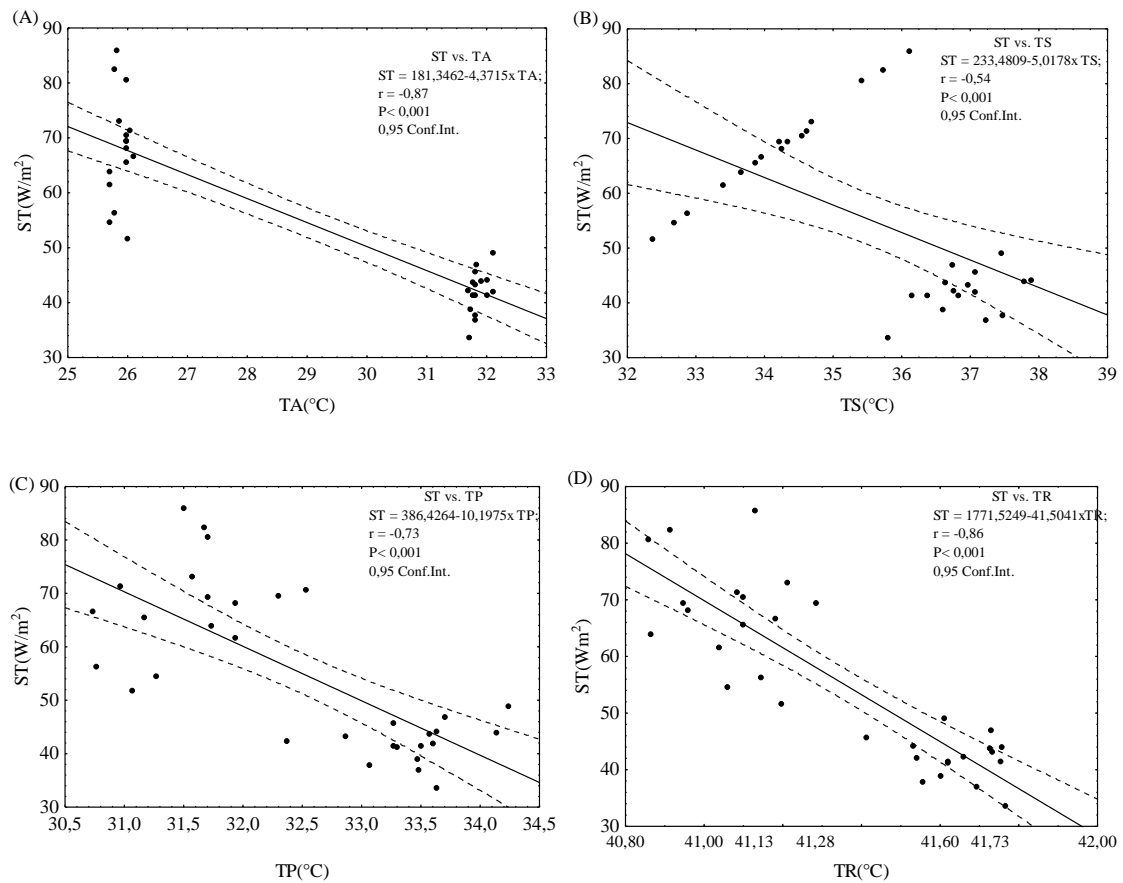 (A)
ST vs. TA
ST = 181,3462-4,3715x TA;
r = -0,87
P< 0,001
0,95 Conf.Int.
90
80
70
60
50
40
30
ST(W/m²)
25 26 27 28 29 30 31 32 33
TA(°C)
(B)
ST vs. TS
ST = 233,4809-5,0178x TS;
r = -0,54
P< 0,001
0,95 Conf.Int.
90
80
70
60
50
40
30
ST(W/m²)
32 33 34 35 36 37 38 39
TS(°C)
(C)
ST vs. TP
ST = 386,4264-10,1975x TP;
r = -0,73
P< 0,001
0,95 Conf.Int.
90
80
70
60
50
40
30
ST(W/m²)
30,5 31,0 31,5 32,0 32,5 33,0 33,5 34,0 34,5
TP(°C)
(D)
ST vs. TR
ST = 1771,5249-41,5041xTR;
r = -0,86
P< 0,001
0,95 Conf.Int.
90
80
70
60
50
40
30
ST(Wm²)
40,80 41,00 41,13 41,28 41,60 41,73 42,00
TR(°C)